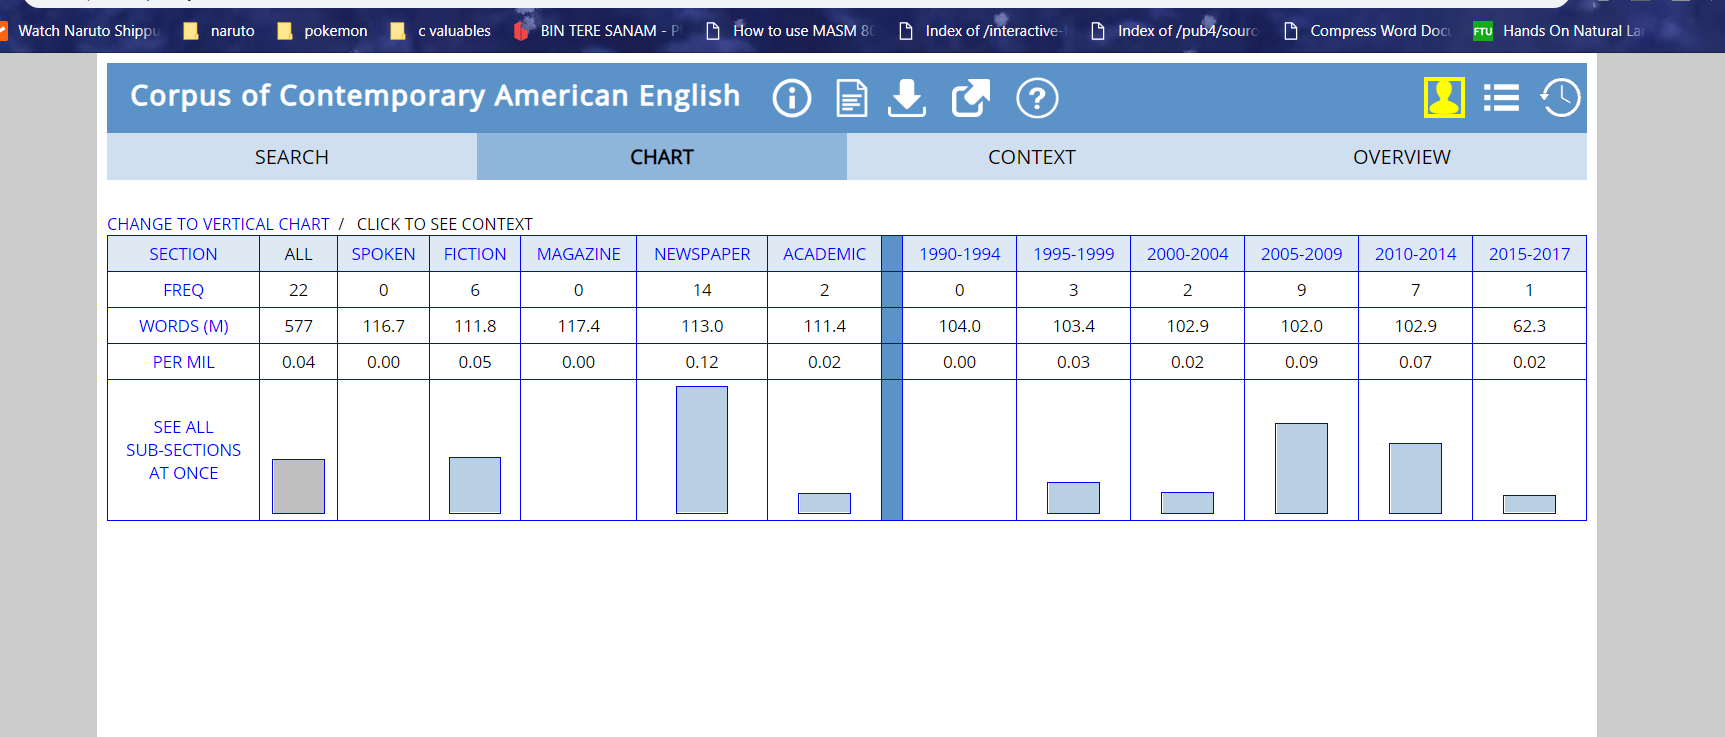 Watch Naruto Shippu naruto pokemon c valuables BIN TERE SANAM - P How to use MASM 8 Index of /interactive- Index of /pub4/sourc Compress Word Doc FTU Hands On Natural La
Corpus of Contemporary American English
SEARCH CHART CONTEXT OVERVIEW
CHANGE TO VERTICAL CHART / CLICK TO SEE CONTEXT
SECTION ALL SPOKEN FICTION MAGAZINE NEWSPAPER ACADEMIC 1990-1994 1995-1999 2000-2004 2005-2009 2010-2014 2015-2017
FREQ 22 0 6 0 14 2 0 3 2 9 7 1
WORDS (M) 577 116.7 111.8 117.4 113.0 111.4 104.0 103.4 102.9 102.0 102.9 62.3
PER MIL 0.04 0.00 0.05 0.00 0.12 0.02 0.00 0.03 0.02 0.09 0.07 0.02
SEE ALL
SUB-SECTIONS
AT ONCE